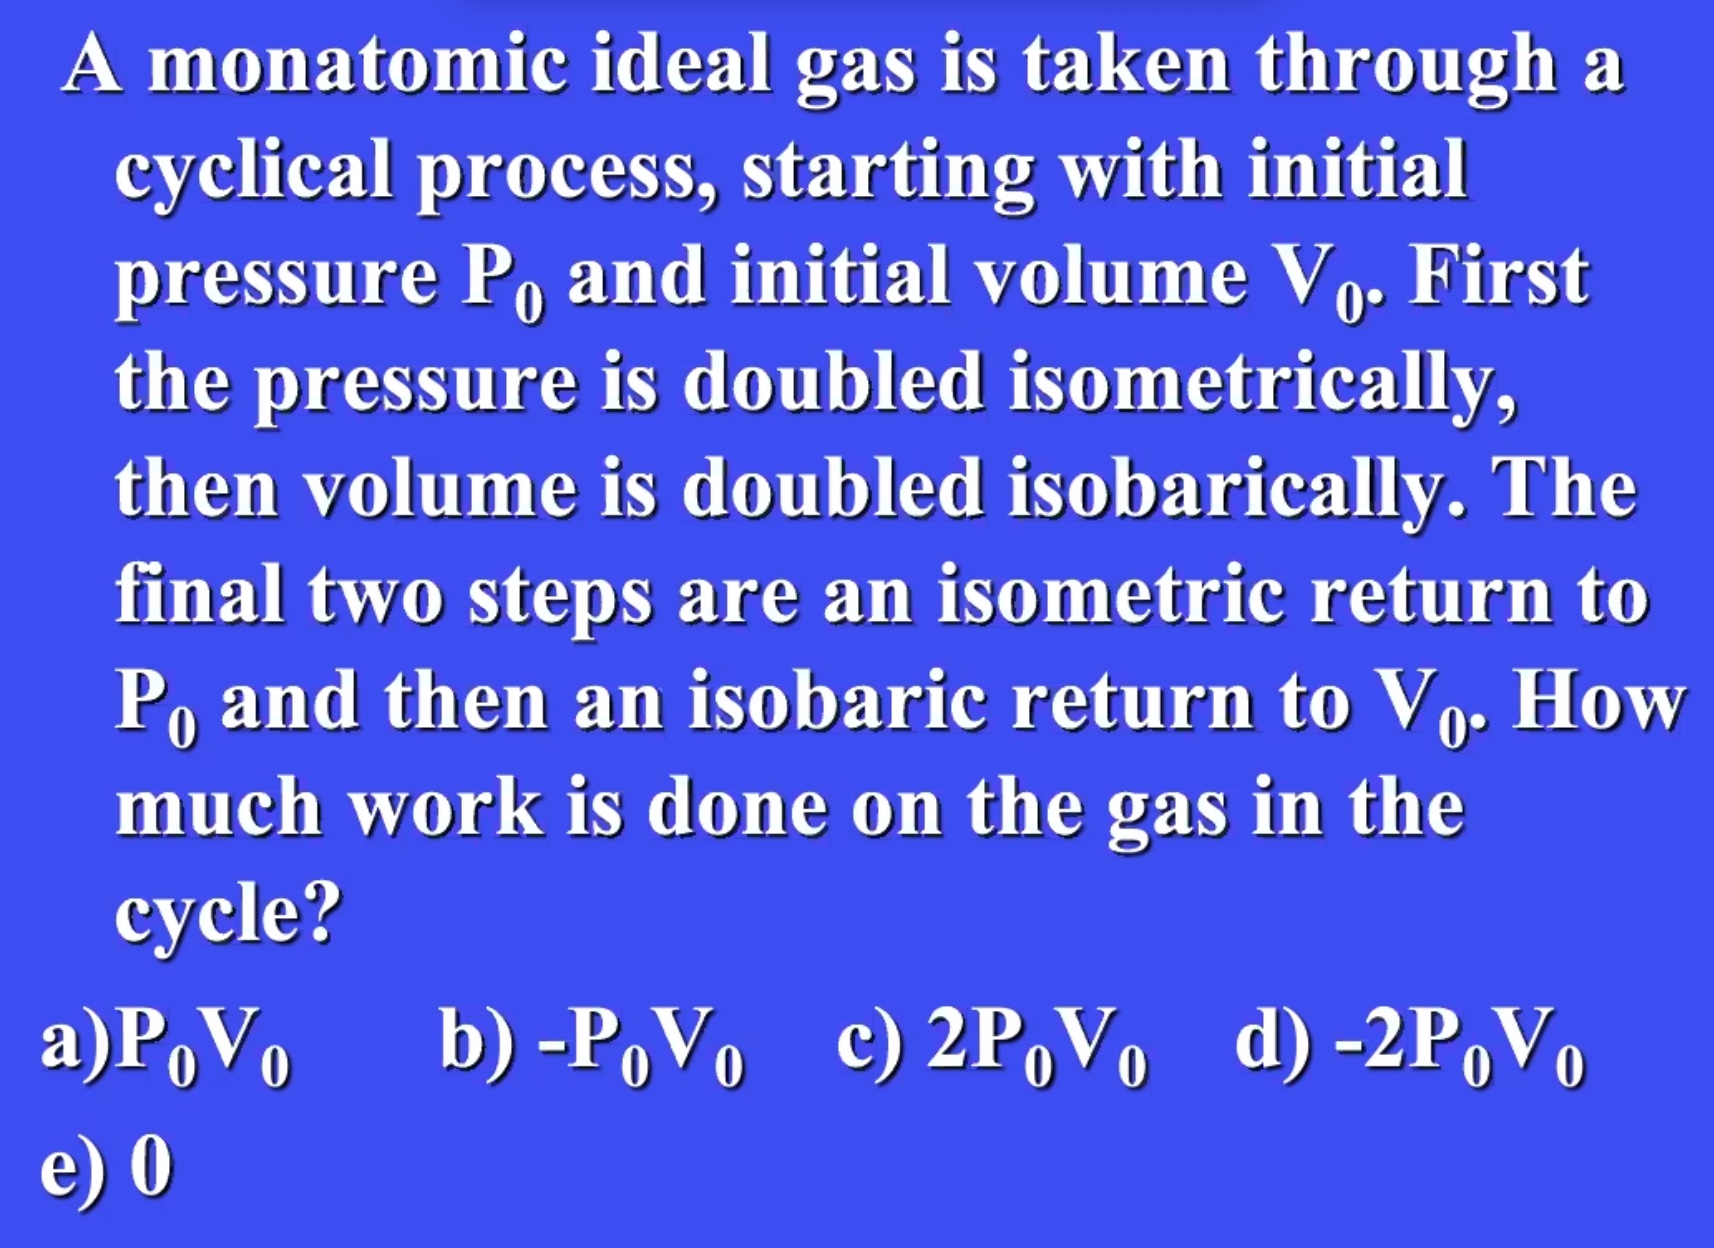 A monatomic ideal gas is taken through a
cyclical process, starting with initial
pressure P₀ and initial volume V₀. First
the pressure is doubled isometrically,
then volume is doubled isobarically. The
final two steps are an isometric return to
P₀ and then an isobaric return to V₀. How
much work is done on the gas in the
cycle?
a)P₀V₀ b) -P₀V₀ c) 2P₀V₀ d) -2P₀V₀
e) 0